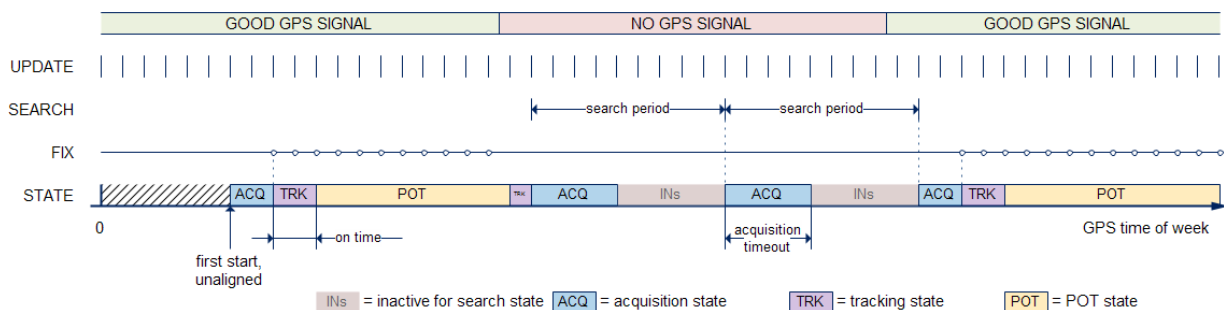 GOOD GPS SIGNAL NO GPS SIGNAL GOOD GPS SIGNAL
UPDATE
SEARCH search period search period
FIX
STATE ACQ TRK POT TRK ACQ INs ACQ INs ACQ TRK POT
0 GPS time of week
on time
first start,
unaligned
acquisition
timeout
INs = inactive for search state ACQ = acquisition state TRK = tracking state POT = POT state